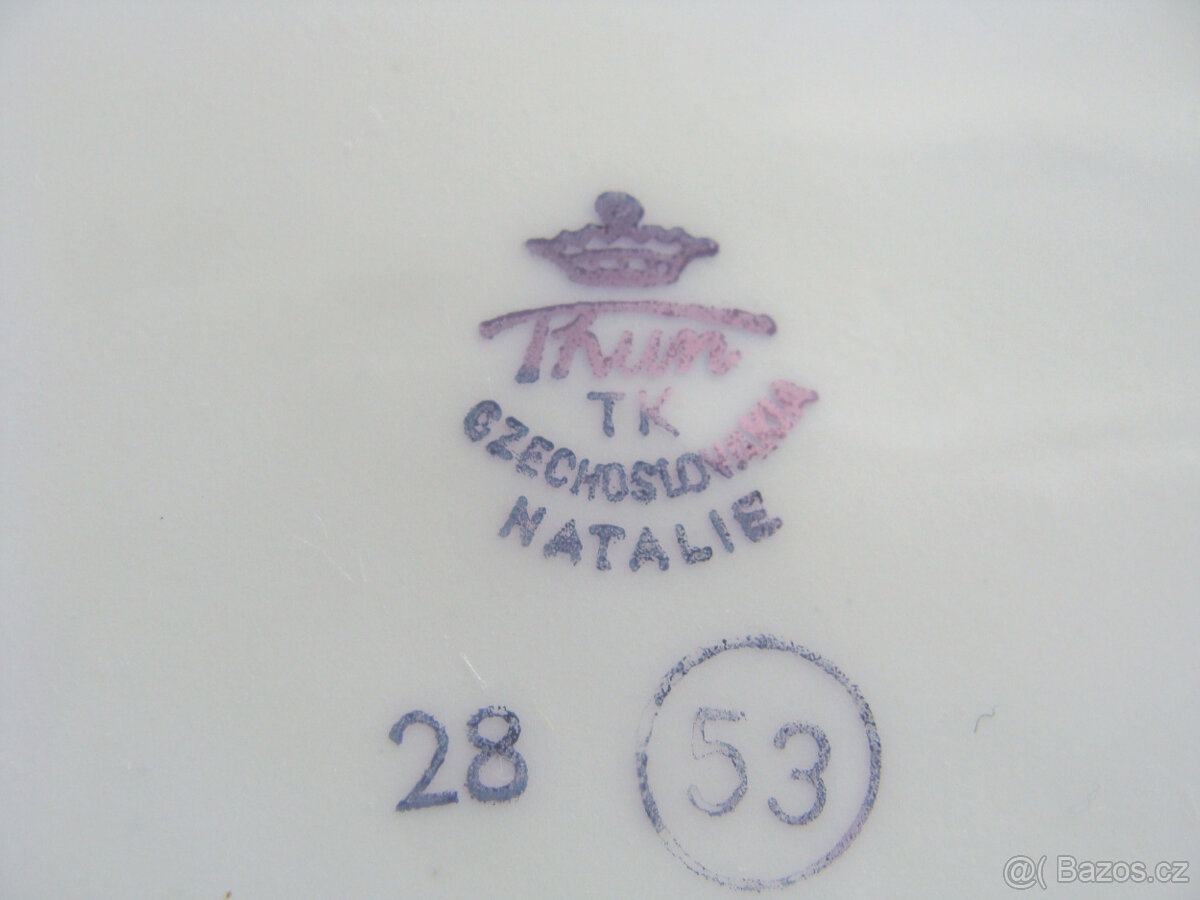 Thun
TK
CZECHOSLOVAKIA
NATALIE
28 53
@( Bazos.cz